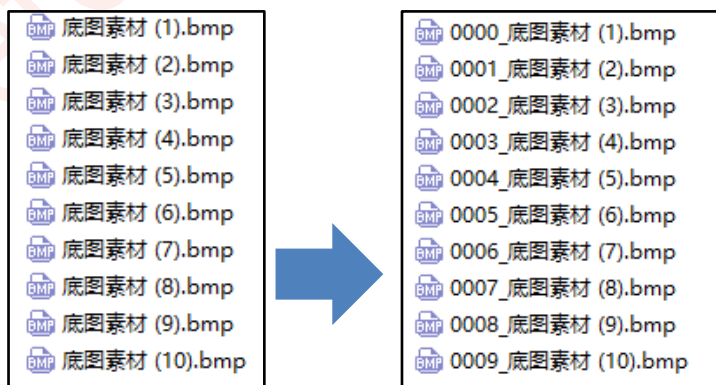 底图素材 (1).bmp
底图素材 (2).bmp
底图素材 (3).bmp
底图素材 (4).bmp
底图素材 (5).bmp
底图素材 (6).bmp
底图素材 (7).bmp
底图素材 (8).bmp
底图素材 (9).bmp
底图素材 (10).bmp
0000_底图素材 (1).bmp
0001_底图素材 (2).bmp
0002_底图素材 (3).bmp
0003_底图素材 (4).bmp
0004_底图素材 (5).bmp
0005_底图素材 (6).bmp
0006_底图素材 (7).bmp
0007_底图素材 (8).bmp
0008_底图素材 (9).bmp
0009_底图素材 (10).bmp